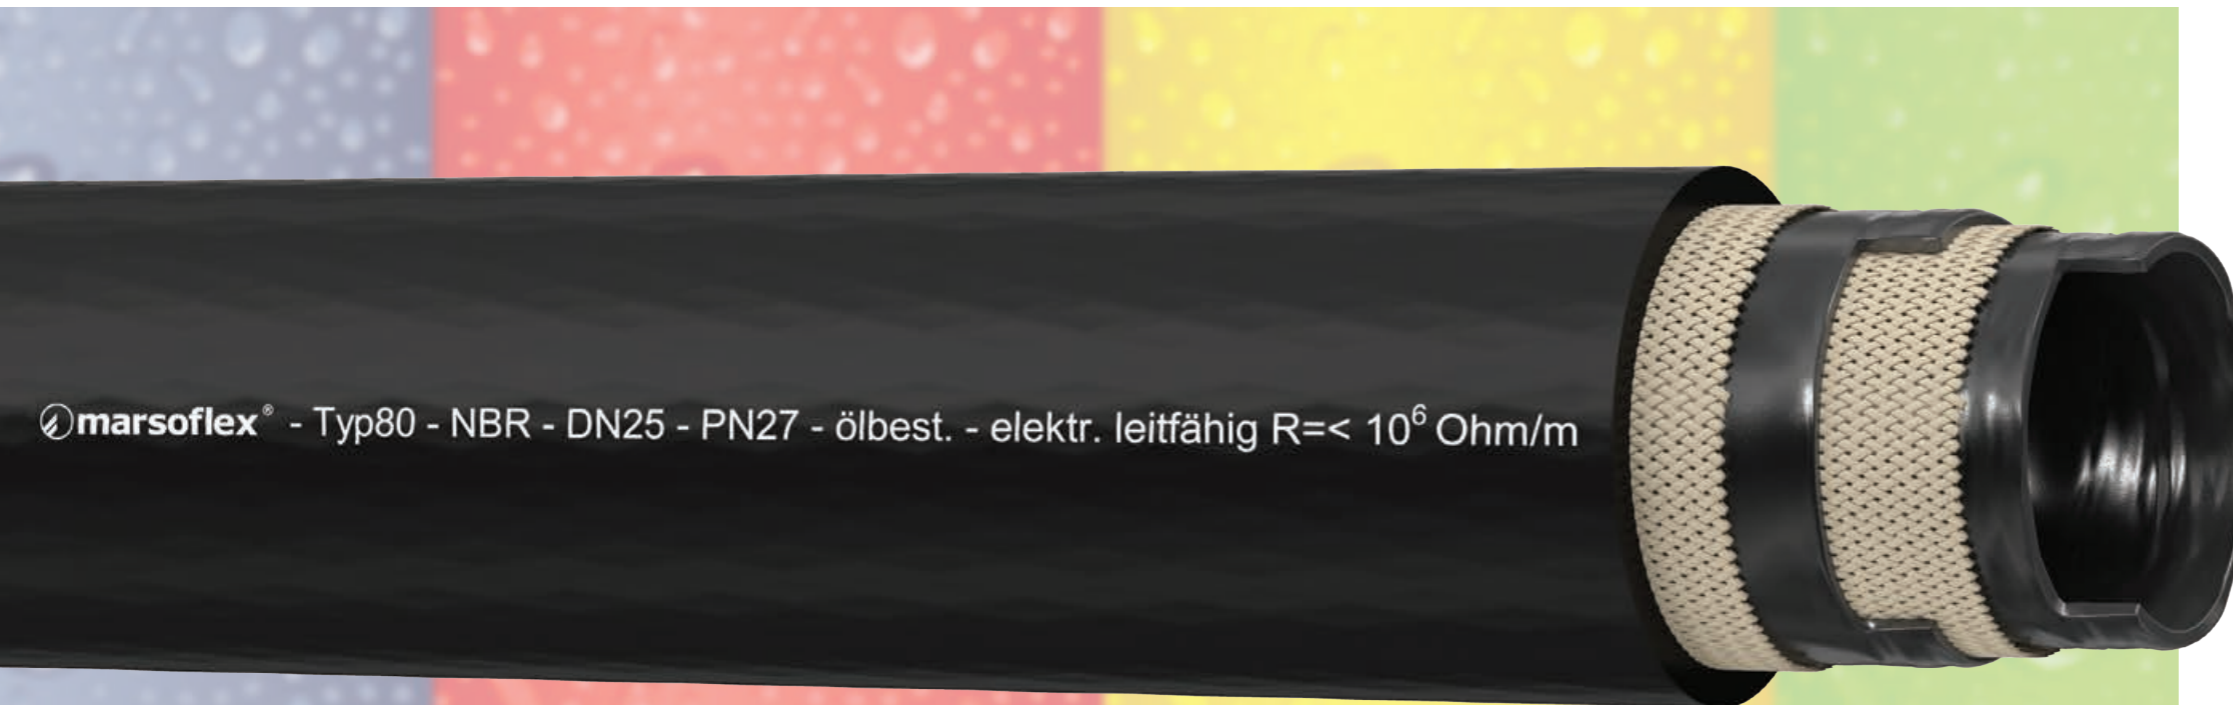 marsoflex® - Typ80 - NBR - DN25 - PN27 - ölbest. - elektr. leitfähig R=< 10⁶ Ohm/m